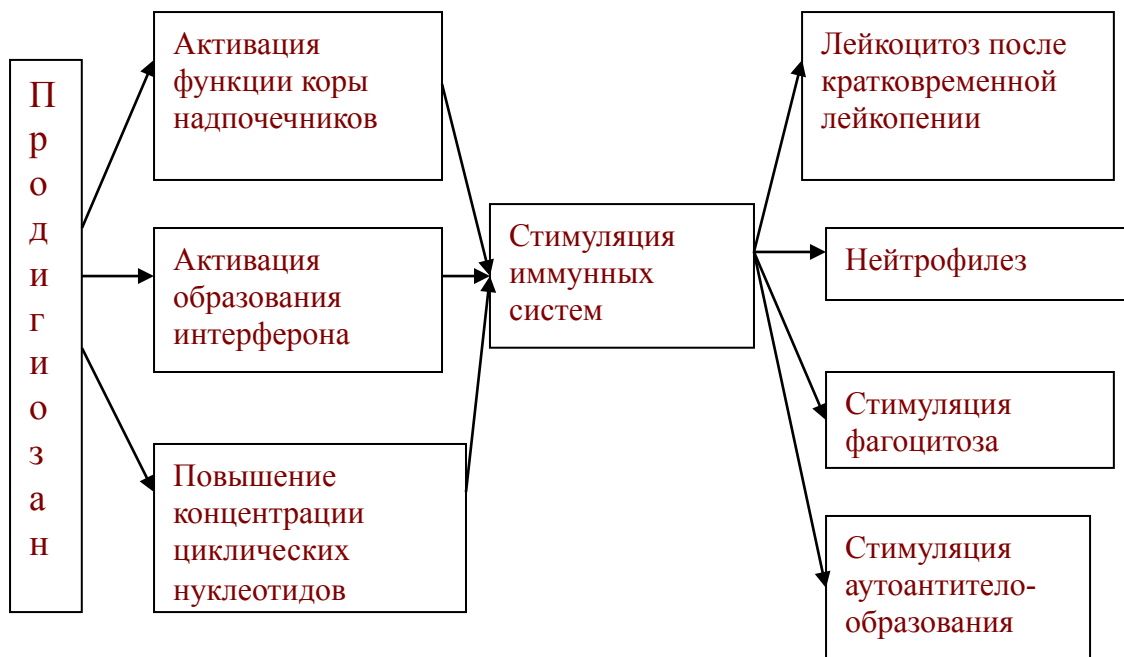 Продигиозан
Активация
функции коры
надпочечников
Активация
образования
интерферона
Повышение
концентрации
циклических
нуклеотидов
Стимуляция
иммунных
систем
Лейкоцитоз после
кратковременной
лейкопении
Нейтрофилез
Стимуляция
фагоцитоза
Стимуляция
аутоантитело-
образования